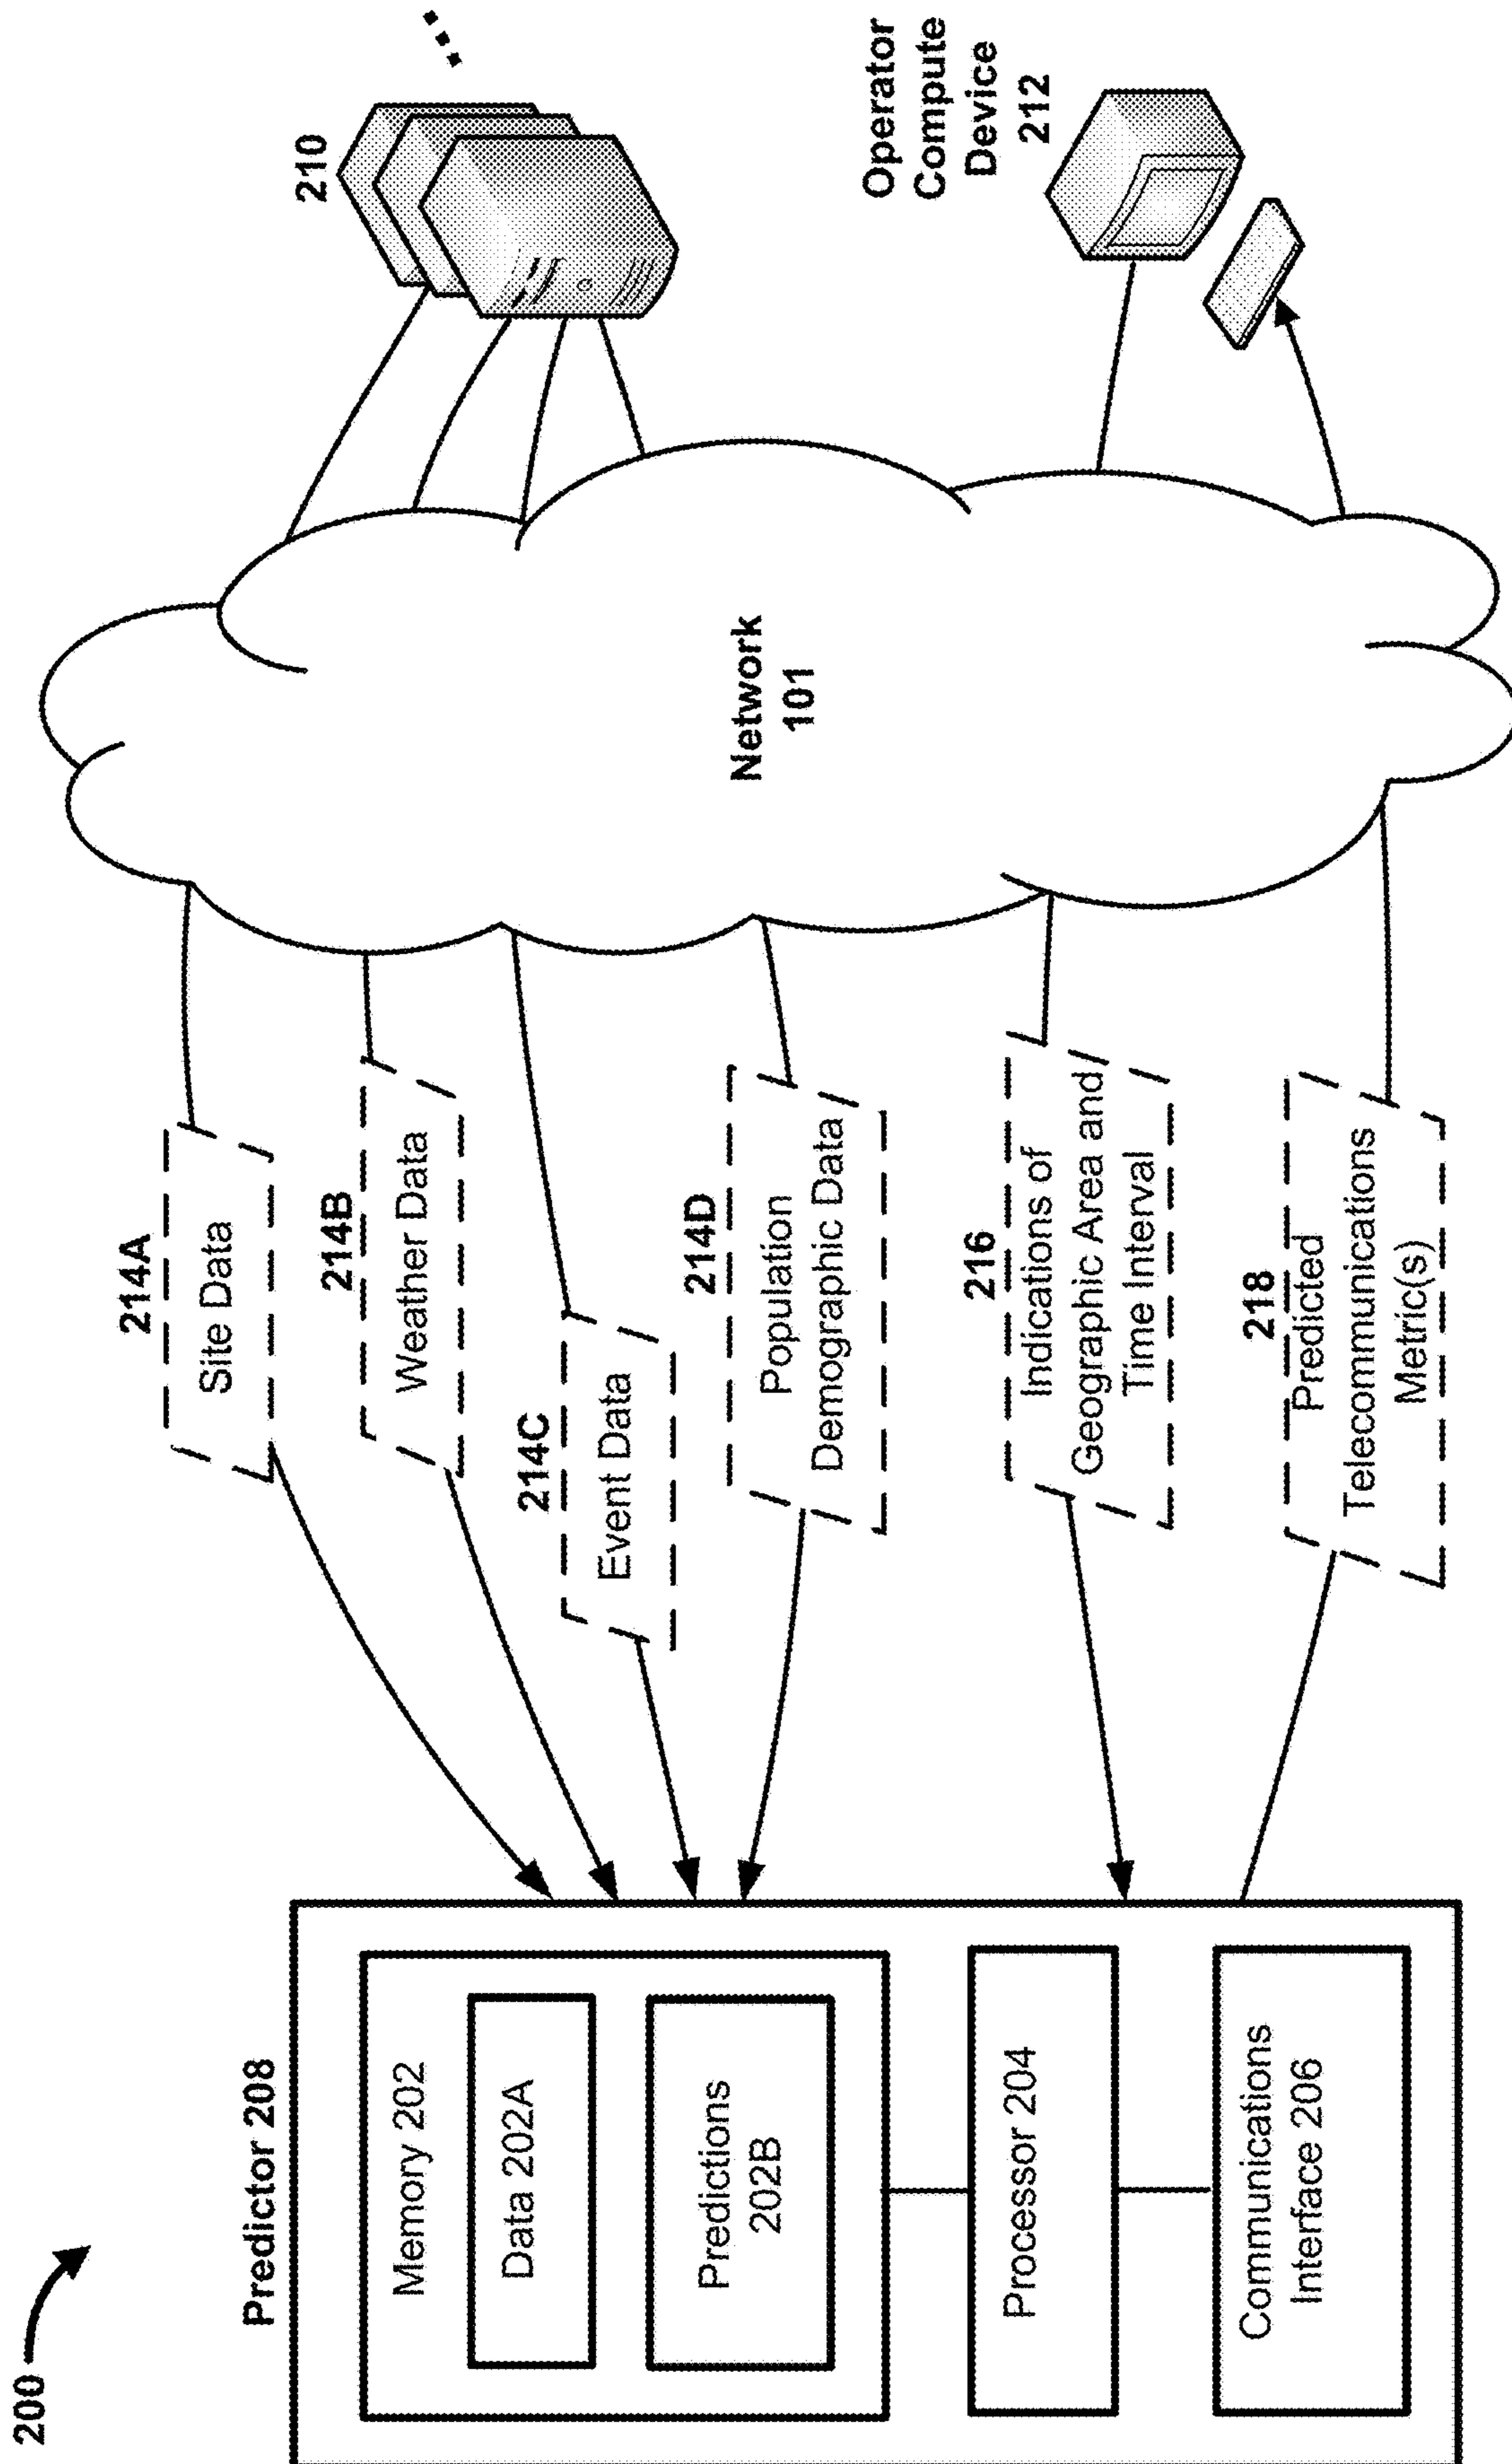 200
Predictor 208
Memory 202
Data 202A
Predictions
202B
Processor 204
Communications
Interface 206
214A
Site Data
214B
Weather Data
214C
Event Data
214D
Population
Demographic Data
216
Indications of
Geographic Area and
Time Interval
218
Predicted
Telecommunications
Metric(s)
Network
101
210
Operator
Compute
Device
212